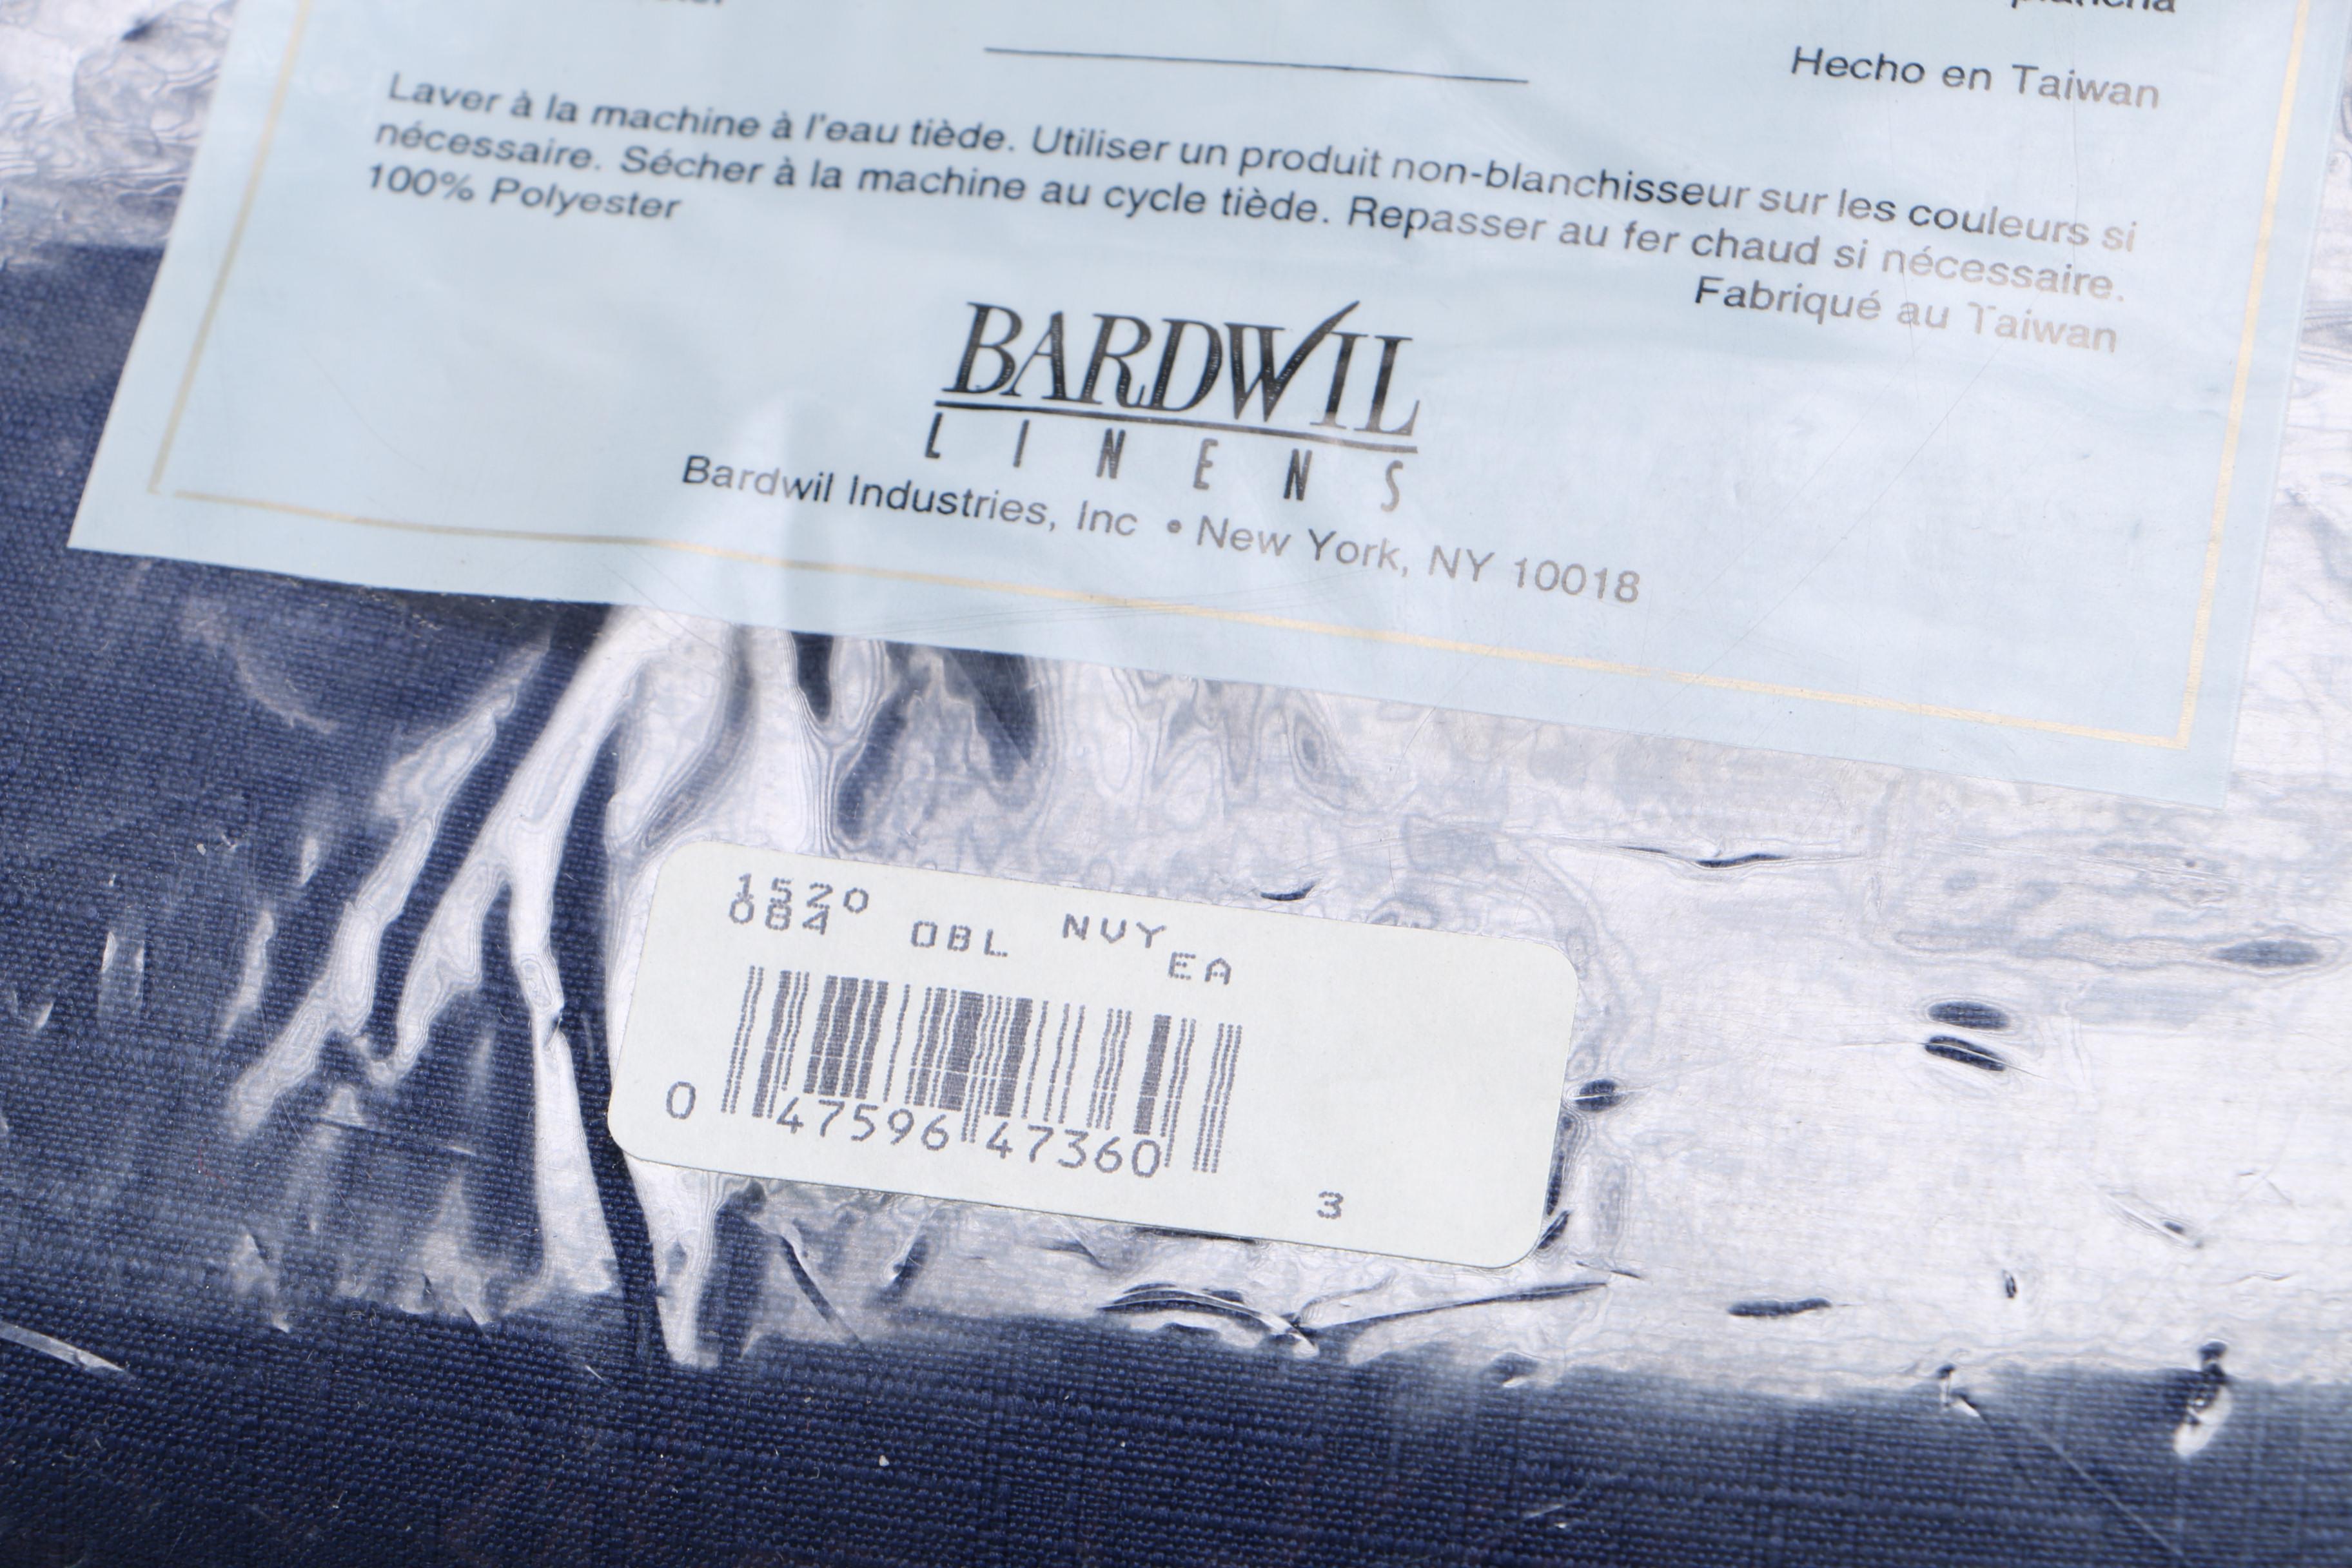 plancha
Hecho en Taiwan
Laver à la machine à l'eau tiède. Utiliser un produit non-blanchisseur sur les couleurs si
nécessaire. Sécher à la machine au cycle tiède. Repasser au fer chaud si nécessaire.
100% Polyester
Fabriqué au Taiwan
BARDWIL
LINENS
Bardwil Industries, Inc • New York, NY 10018
1520 NVY
084 OBL EA
0 47596 47360 3